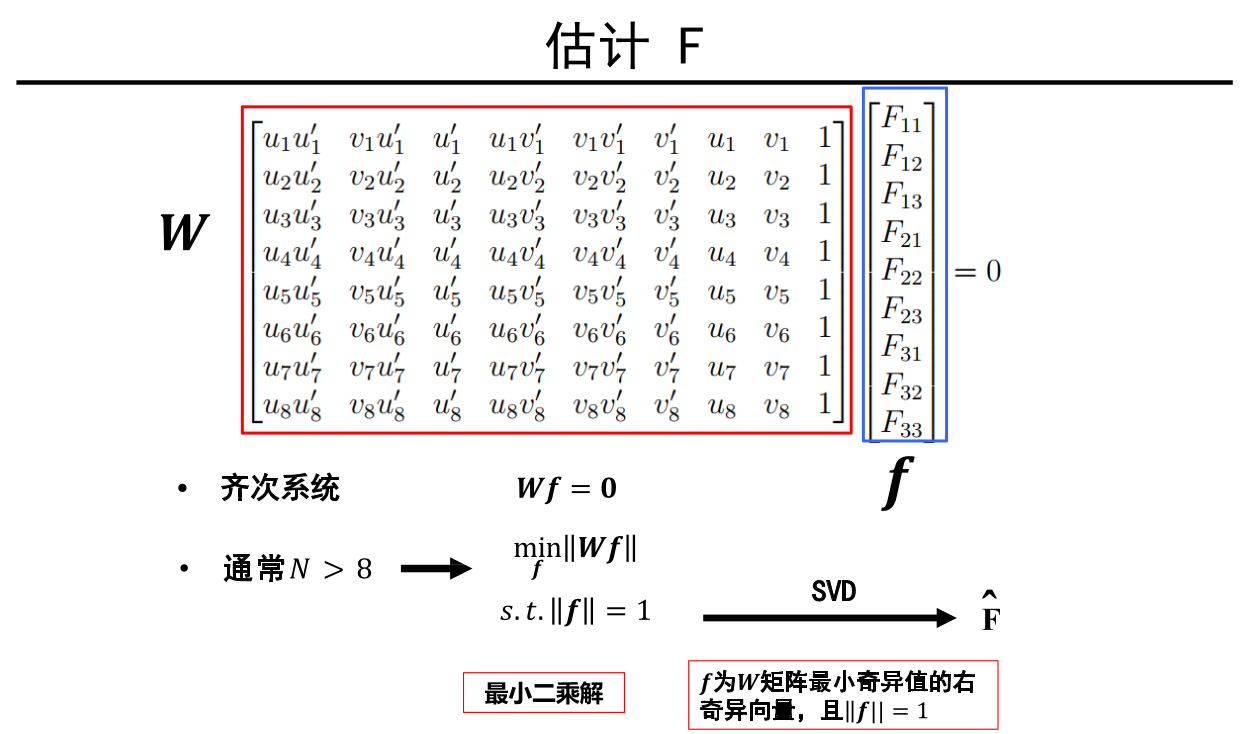 估计 F
W
u₁u′₁ v₁u′₁ u′₁ u₁v′₁ v₁v′₁ v′₁ u₁ v₁ 1
u₂u′₂ v₂u′₂ u′₂ u₂v′₂ v₂v′₂ v′₂ u₂ v₂ 1
u₃u′₃ v₃u′₃ u′₃ u₃v′₃ v₃v′₃ v′₃ u₃ v₃ 1
u₄u′₄ v₄u′₄ u′₄ u₄v′₄ v₄v′₄ v′₄ u₄ v₄ 1
u₅u′₅ v₅u′₅ u′₅ u₅v′₅ v₅v′₅ v′₅ u₅ v₅ 1
u₆u′₆ v₆u′₆ u′₆ u₆v′₆ v₆v′₆ v′₆ u₆ v₆ 1
u₇u′₇ v₇u′₇ u′₇ u₇v′₇ v₇v′₇ v′₇ u₇ v₇ 1
u₈u′₈ v₈u′₈ u′₈ u₈v′₈ v₈v′₈ v′₈ u₈ v₈ 1
F₁₁
F₁₂
F₁₃
F₂₁
F₂₂
F₂₃
F₃₁
F₃₂
F₃₃
= 0
f
• 齐次系统 Wf = 0
• 通常N > 8 min‖Wf‖
f
s.t.‖f‖ = 1
SVD
F̂
最小二乘解
f为W矩阵最小奇异值的右
奇异向量，且‖f|| = 1